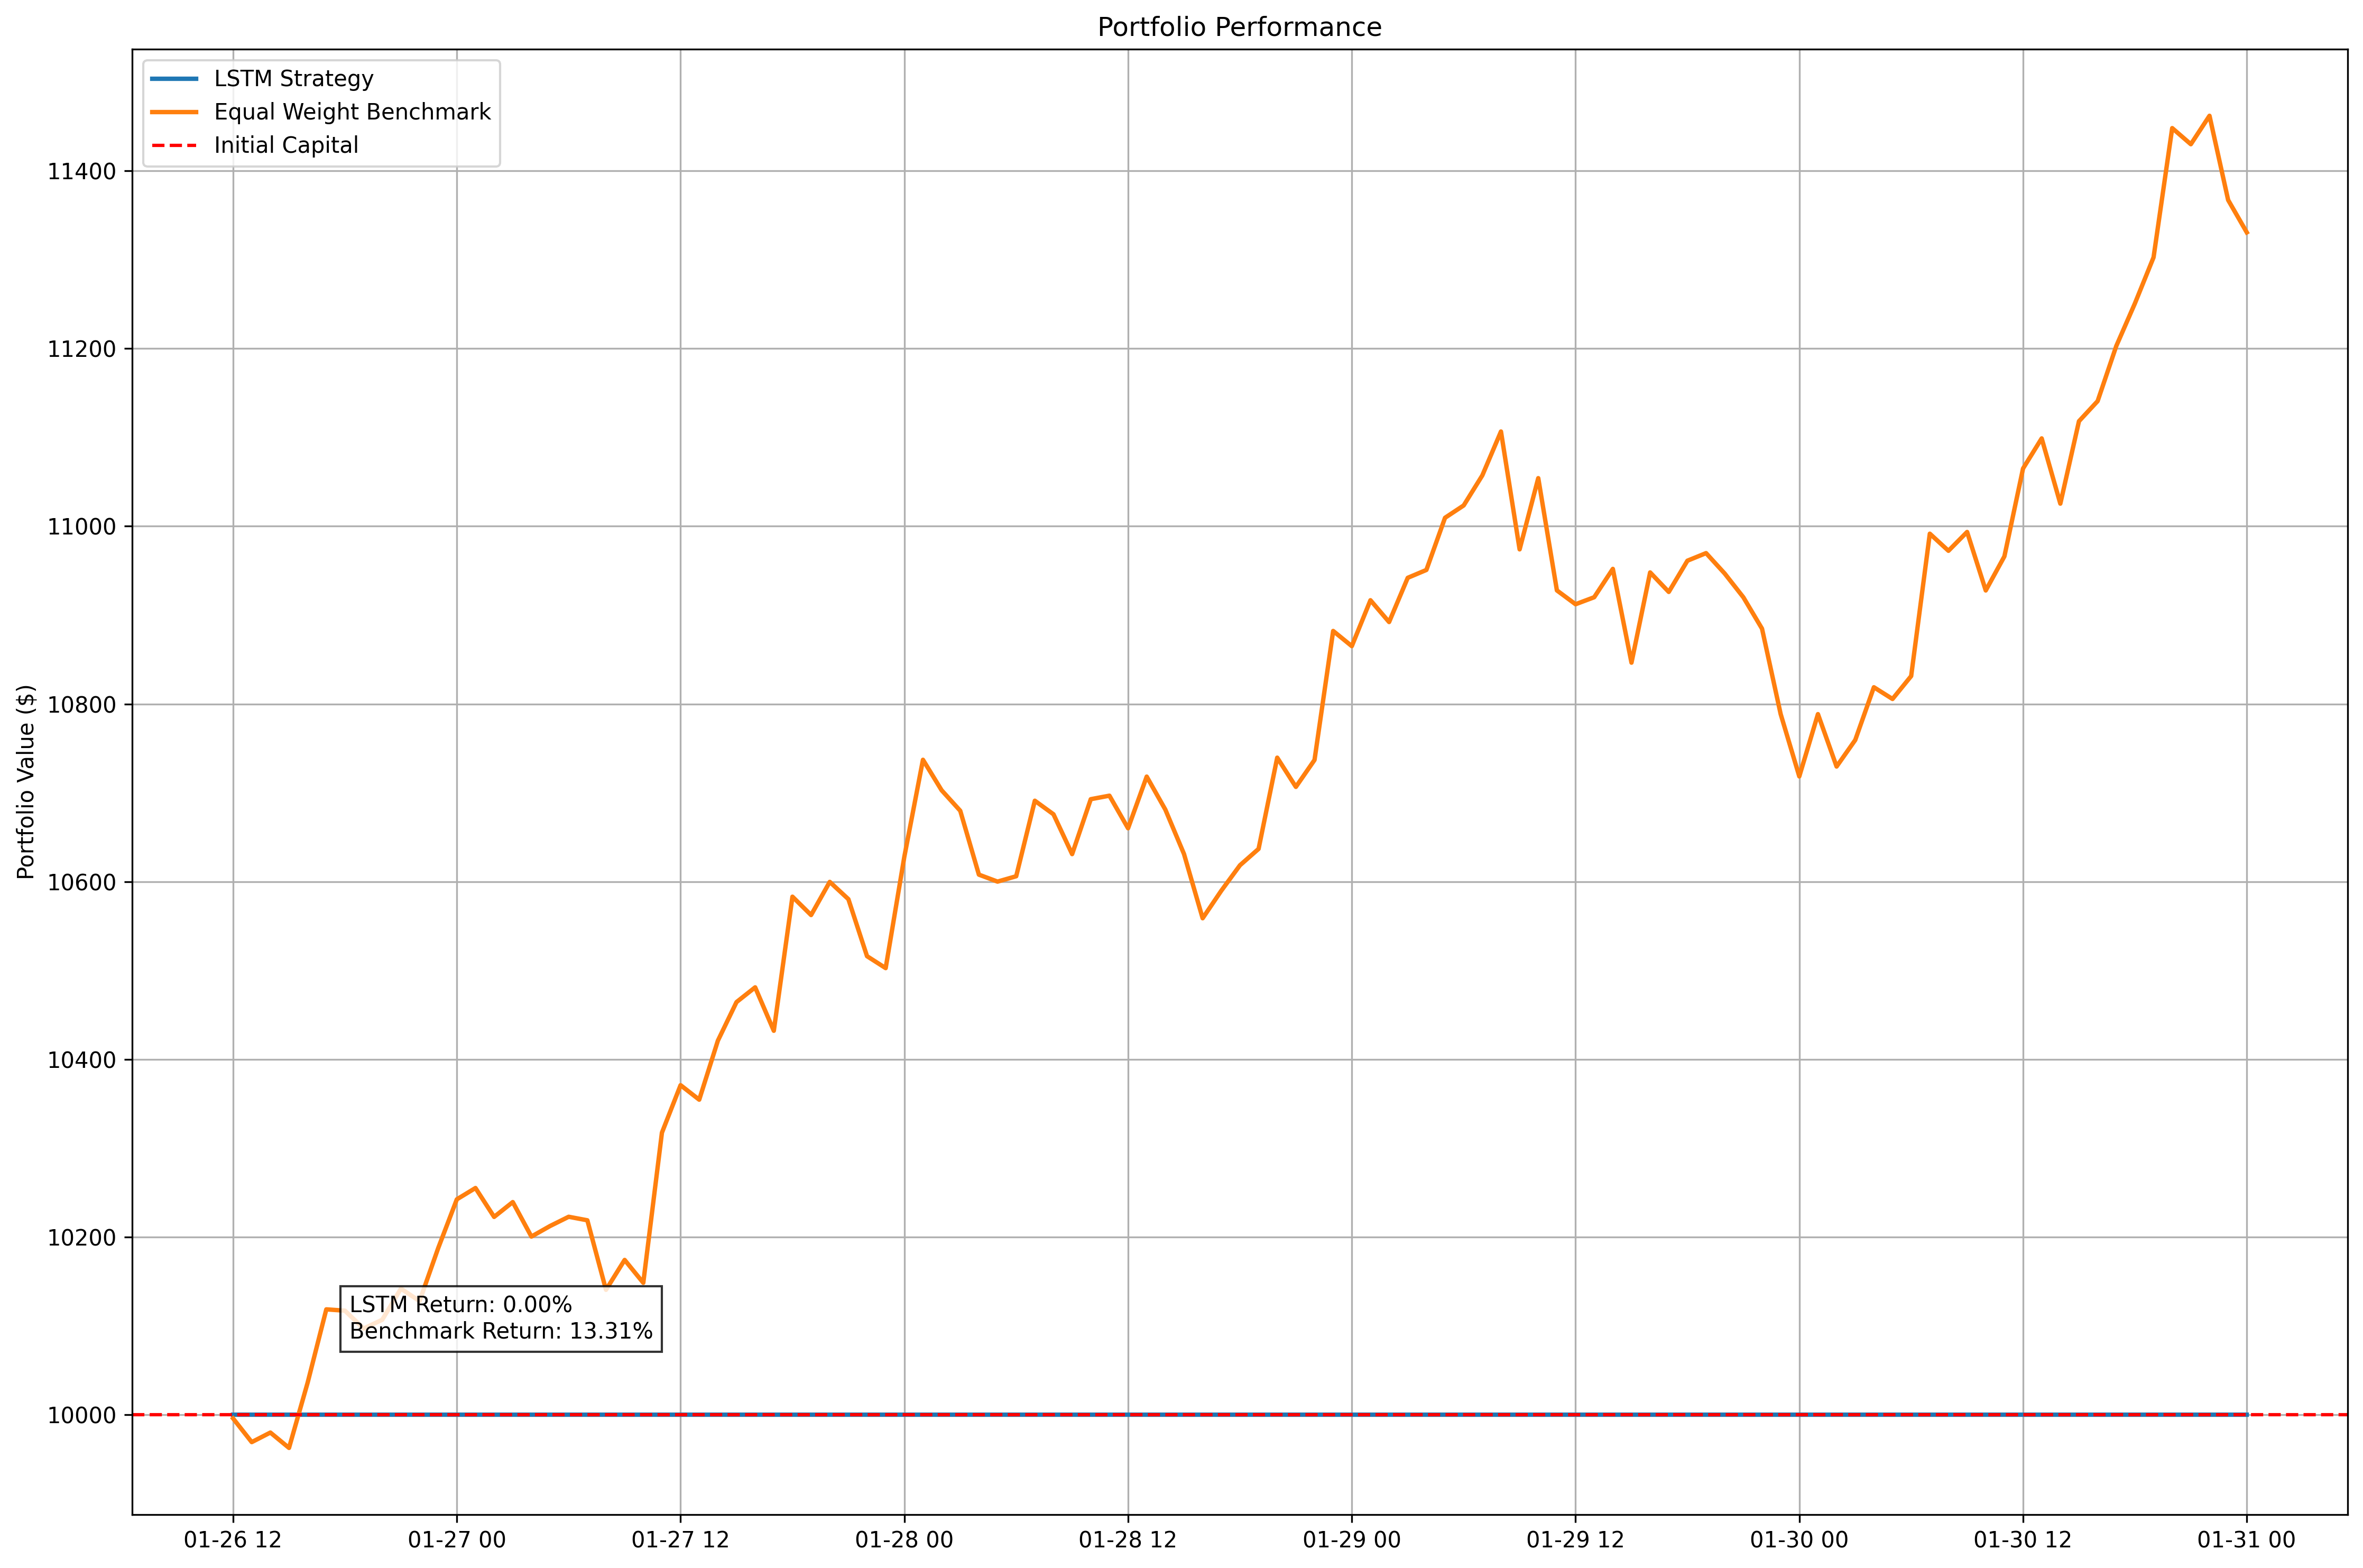 Portfolio Performance
LSTM Strategy
Equal Weight Benchmark
Initial Capital
Portfolio Value ($)
11400
11200
11000
10800
10600
10400
10200
10000
LSTM Return: 0.00%
Benchmark Return: 13.31%
01-26 12
01-27 00
01-27 12
01-28 00
01-28 12
01-29 00
01-29 12
01-30 00
01-30 12
01-31 00